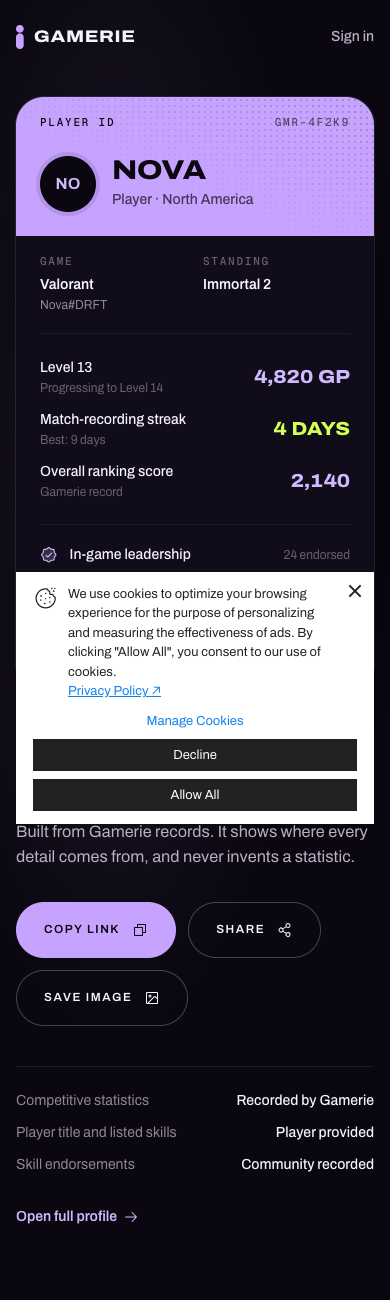 GAMERIE
Sign in
PLAYER ID
GMR-4F2K9
NO
NOVA
Player · North America
GAME
STANDING
Valorant
Immortal 2
Nova#DRFT
Level 13
Progressing to Level 14
4,820 GP
Match-recording streak
Best: 9 days
4 DAYS
Overall ranking score
Gamerie record
2,140
In-game leadership
24 endorsed
We use cookies to optimize your browsing
experience for the purpose of personalizing
and measuring the effectiveness of ads. By
clicking "Allow All", you consent to our use of
cookies.
Privacy Policy ↗
Manage Cookies
Decline
Allow All
Built from Gamerie records. It shows where every
detail comes from, and never invents a statistic.
COPY LINK
SHARE
SAVE IMAGE
Competitive statistics
Recorded by Gamerie
Player title and listed skills
Player provided
Skill endorsements
Community recorded
Open full profile →